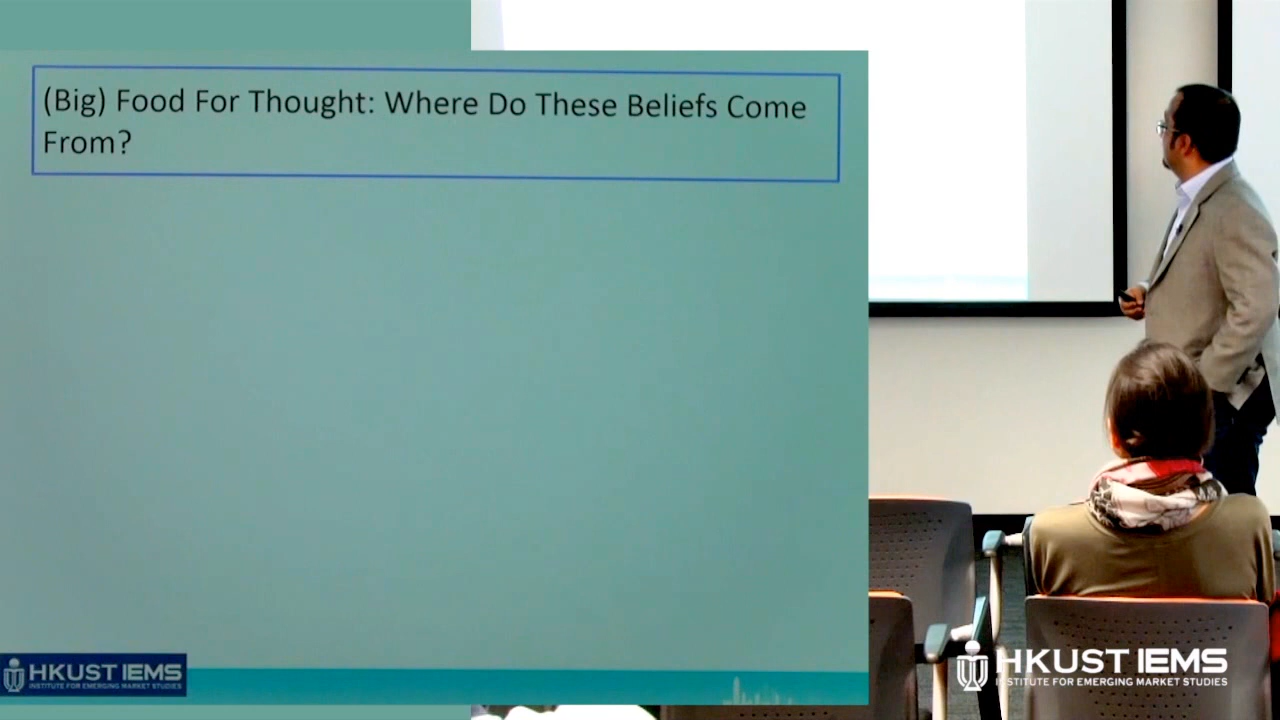 (Big) Food For Thought: Where Do These Beliefs Come
From?
HKUST IEMS
INSTITUTE FOR EMERGING MARKET STUDIES
HKUST IEMS
INSTITUTE FOR EMERGING MARKET STUDIES